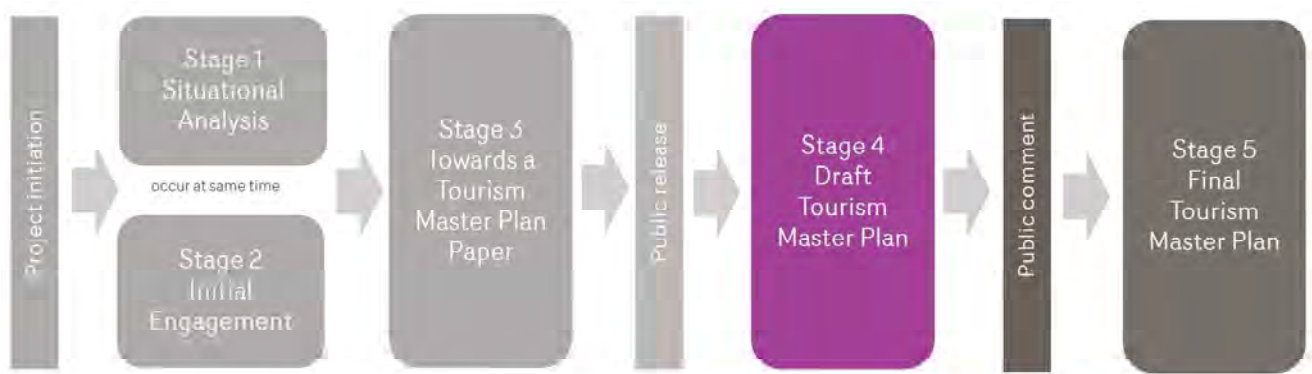 Project initiation
Stage 1
Situational
Analysis
occur at same time
Stage 2
Initial
Engagement
Stage 3
Towards a
Tourism
Master Plan
Paper
Public release
Stage 4
Draft
Tourism
Master Plan
Public comment
Stage 5
Final
Tourism
Master Plan